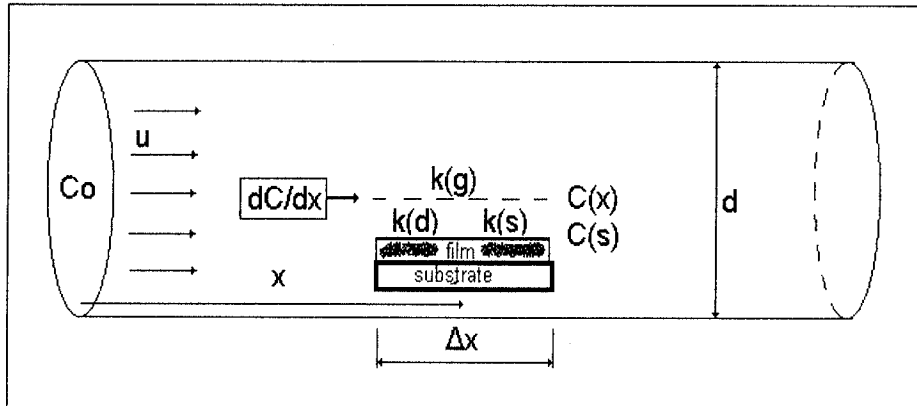 u
Co
dC/dx
k(g)
C(x)
d
k(d) k(s)
C(s)
film
substrate
x
Δx